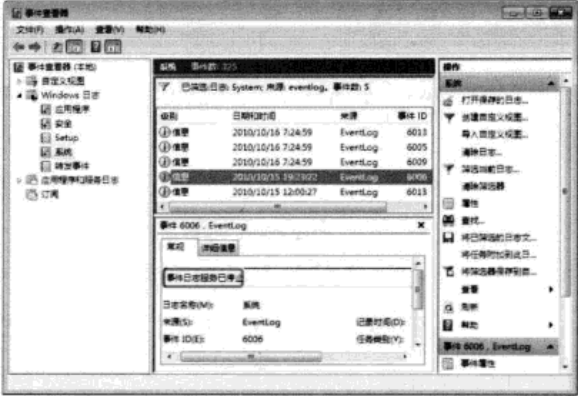 事件查看器
文件(F) 操作(A) 查看(V) 帮助(H)
事件查看器 (本地)
自定义视图
Windows 日志
应用程序
安全
Setup
系统
转发事件
应用程序和服务日志
订阅
系统 事件数: 325
已筛选:日志: System; 来源: eventlog。事件数: 5
级别 日期和时间 来源 事件 ID
信息 2010/10/16 7:24:59 EventLog 6013
信息 2010/10/16 7:24:59 EventLog 6005
信息 2010/10/16 7:24:59 EventLog 6009
信息 2010/10/15 19:23:02 EventLog 6006
信息 2010/10/15 12:00:27 EventLog 6013
事件 6006，EventLog
常规 详细信息
事件日志服务已停止
日志名称(M): 系统
来源(S): EventLog 记录时间(D):
事件 ID(E): 6006 任务类别(Y):
操作
系统
打开保存的日志...
创建自定义视图...
导入自定义视图...
清除日志...
筛选当前日志...
清除筛选器
属性
查找...
将已筛选的日志文...
将任务附加到此日...
将筛选器保存到自...
查看
刷新
帮助
事件 6006，EventLog
事件属性